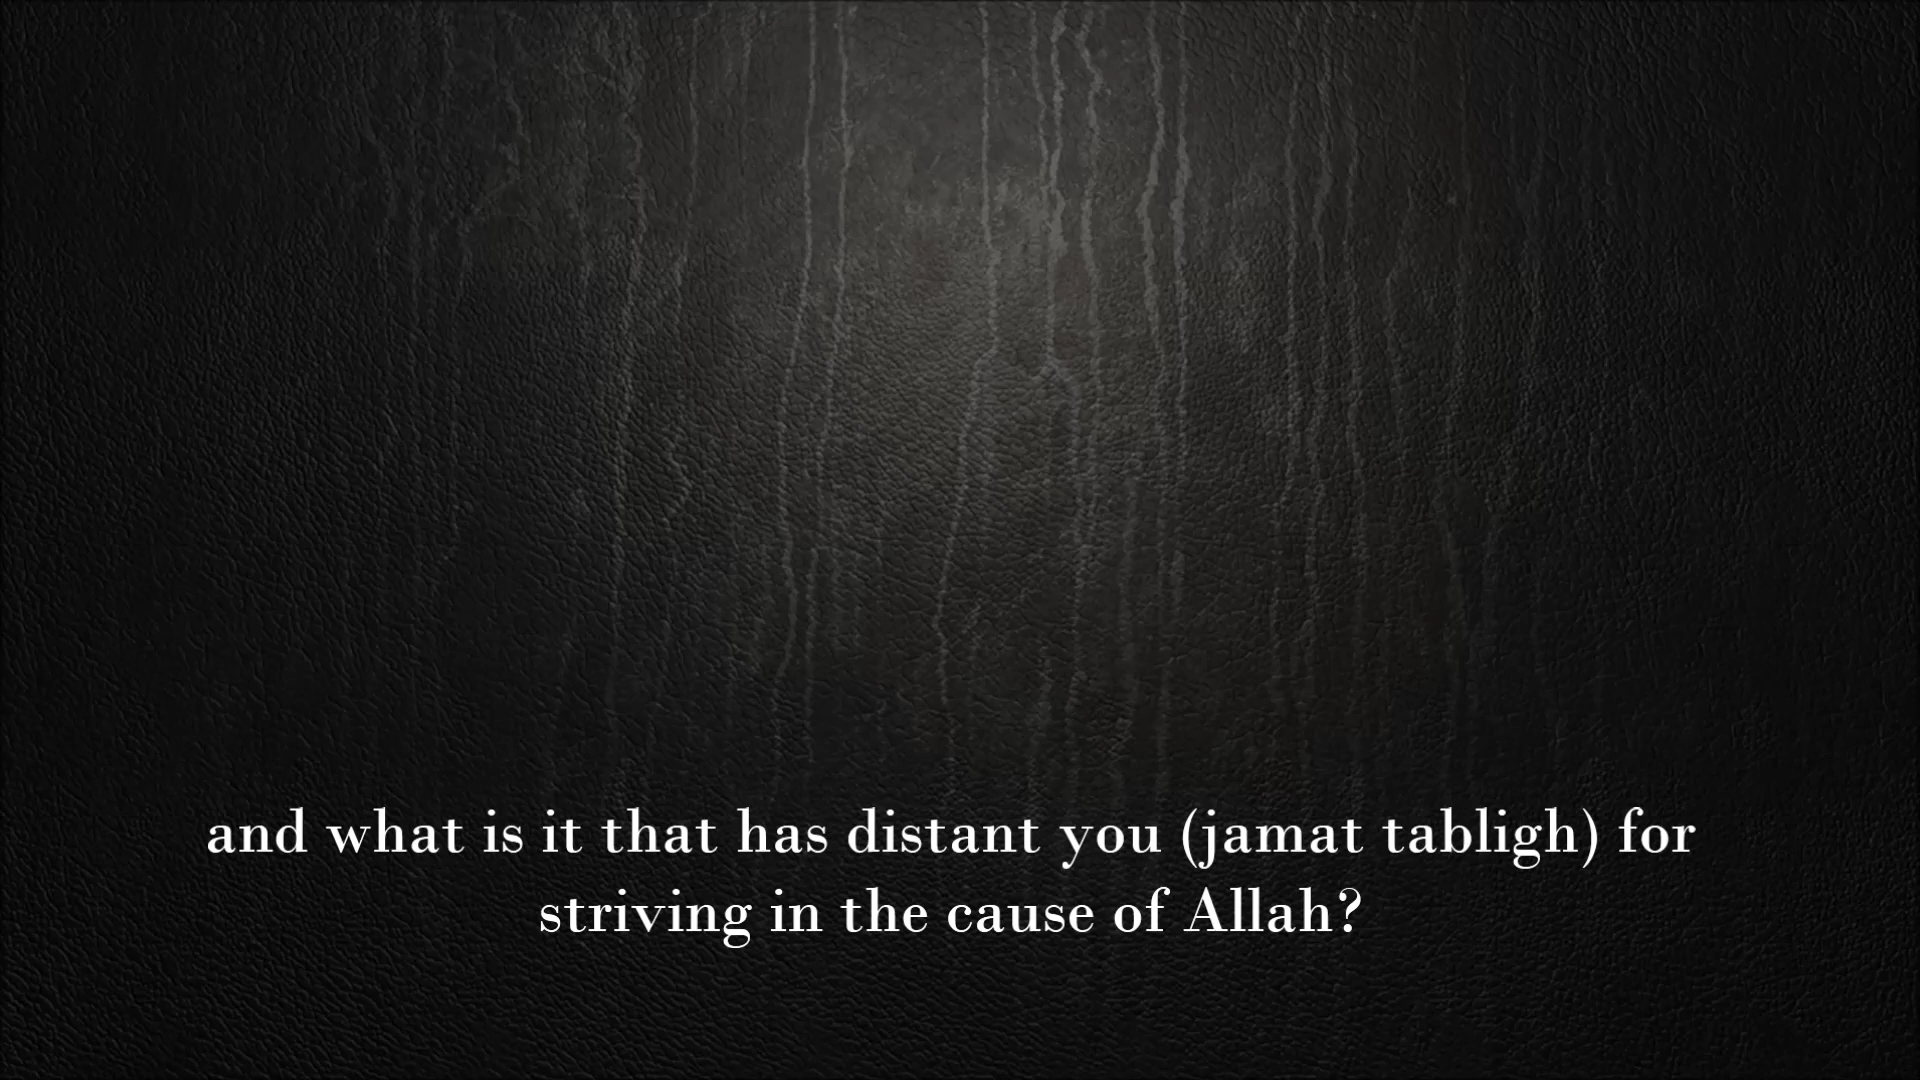 and what is it that has distant you (jamat tabligh) for
striving in the cause of Allah?